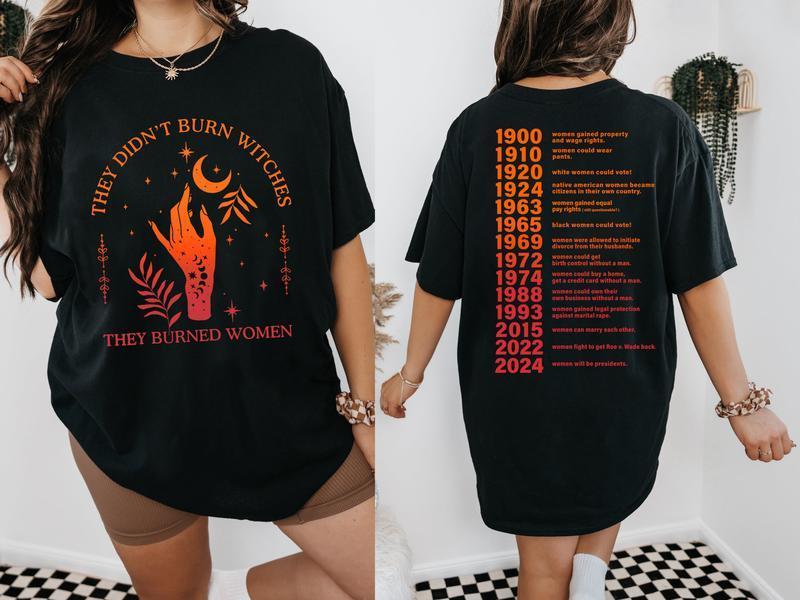 THEY DIDN'T BURN WITCHES
THEY BURNED WOMEN
1900 women gained property
and wage rights.
1910 women could wear
pants.
1920 white women could vote!
1924 native american women became
citizens in their own country.
1963 women gained equal
pay rights ( still questionable? )
1965 black women could vote!
1969 women were allowed to initiate
divorce from their husbands.
1972 women could get
birth control without a man.
1974 women could buy a home,
get a credit card without a man.
1988 women could own their
own business without a man.
1993 women gained legal protection
against marital rape.
2015 women can marry each other.
2022 women fight to get Roe v. Wade back.
2024 women will be presidents.